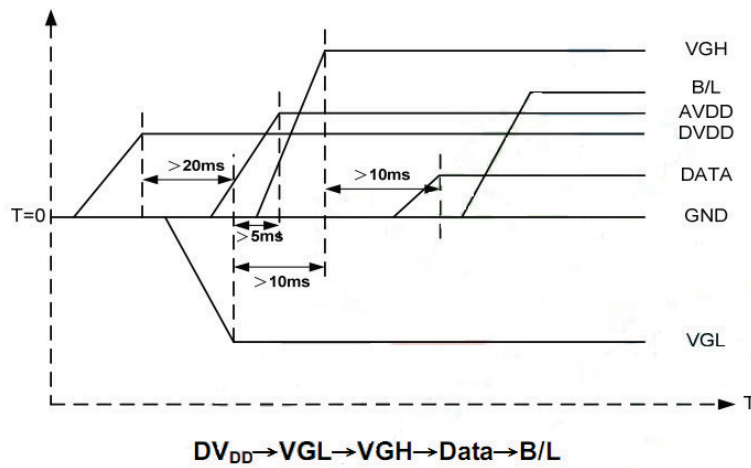 VGH
B/L
AVDD
DVDD
>20ms
>10ms
DATA
T=0
GND
>5ms
>10ms
VGL
T
DVDD→VGL→VGH→Data→B/L